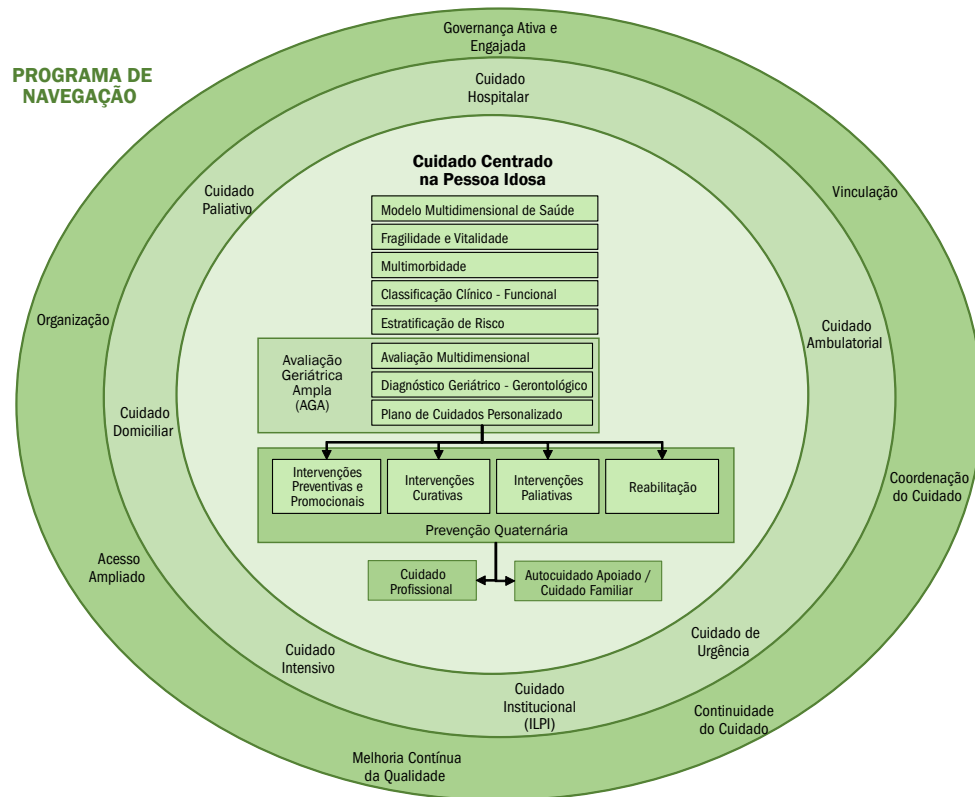 Governança Ativa e
Engajada
PROGRAMA DE
NAVEGAÇÃO
Cuidado
Hospitalar
Cuidado Centrado
na Pessoa Idosa
Cuidado
Paliativo
Vinculação
Modelo Multidimensional de Saúde
Fragilidade e Vitalidade
Multimorbidade
Classificação Clínico - Funcional
Estratificação de Risco
Organização
Cuidado
Ambulatorial
Avaliação
Geriátrica
Ampla
(AGA)
Avaliação Multidimensional
Diagnóstico Geriátrico - Gerontológico
Plano de Cuidados Personalizado
Cuidado
Domiciliar
Intervenções
Preventivas e
Promocionais
Intervenções
Curativas
Intervenções
Paliativas
Reabilitação
Prevenção Quaternária
Coordenação
do Cuidado
Acesso
Ampliado
Cuidado
Profissional
Autocuidado Apoiado /
Cuidado Familiar
Cuidado
Intensivo
Cuidado de
Urgência
Cuidado
Institucional
(ILPI)
Continuidade
do Cuidado
Melhoria Contínua
da Qualidade